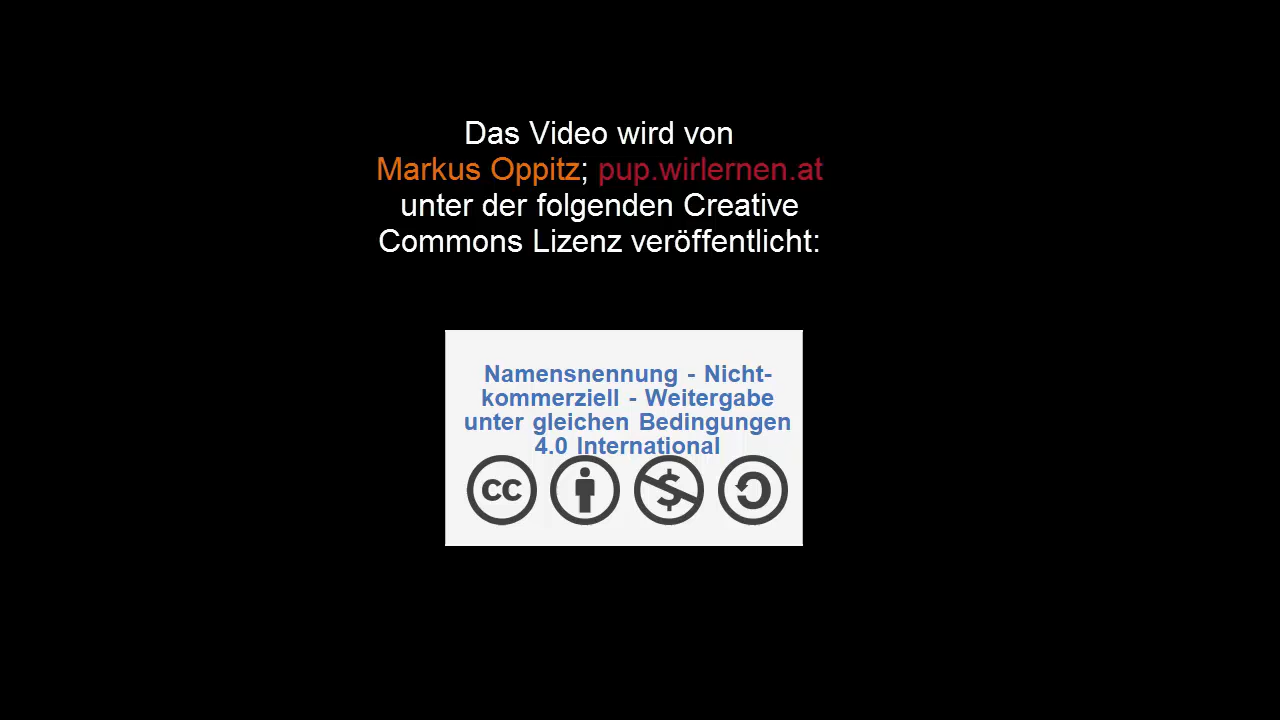 Das Video wird von
Markus Oppitz; pup.wirlernen.at
unter der folgenden Creative
Commons Lizenz veröffentlicht:
Namensnennung - Nicht-
kommerziell - Weitergabe
unter gleichen Bedingungen
4.0 International
cc